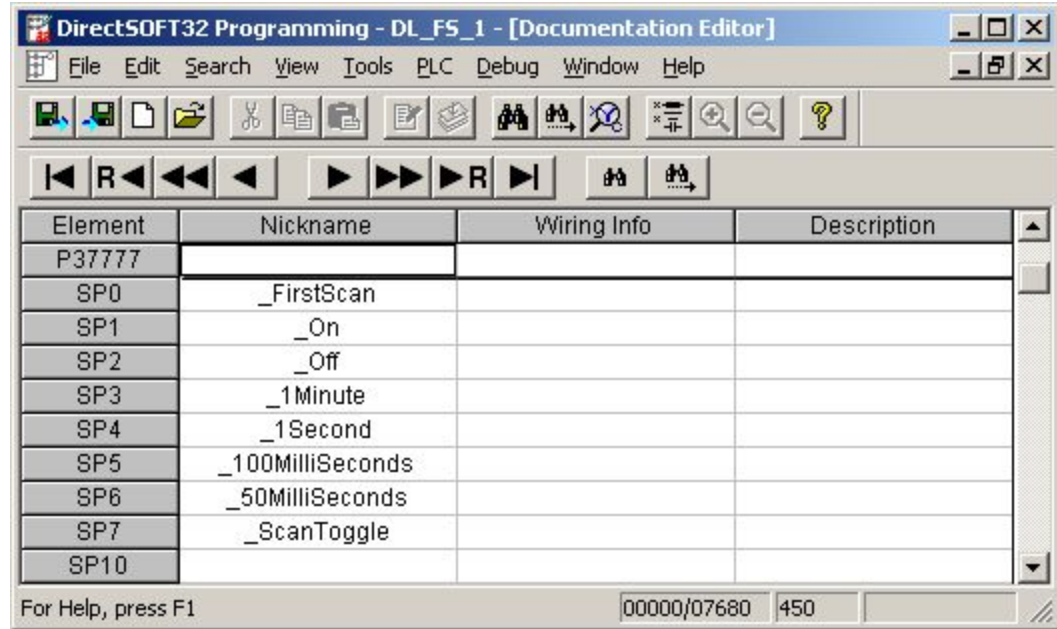 DirectSOFT32 Programming - DL_FS_1 - [Documentation Editor]
File Edit Search View Tools PLC Debug Window Help
R R
Element Nickname Wiring Info Description
P37777
SP0 _FirstScan
SP1 _On
SP2 _Off
SP3 _1Minute
SP4 _1Second
SP5 _100MilliSeconds
SP6 _50MilliSeconds
SP7 _ScanToggle
SP10
For Help, press F1 00000/07680 450